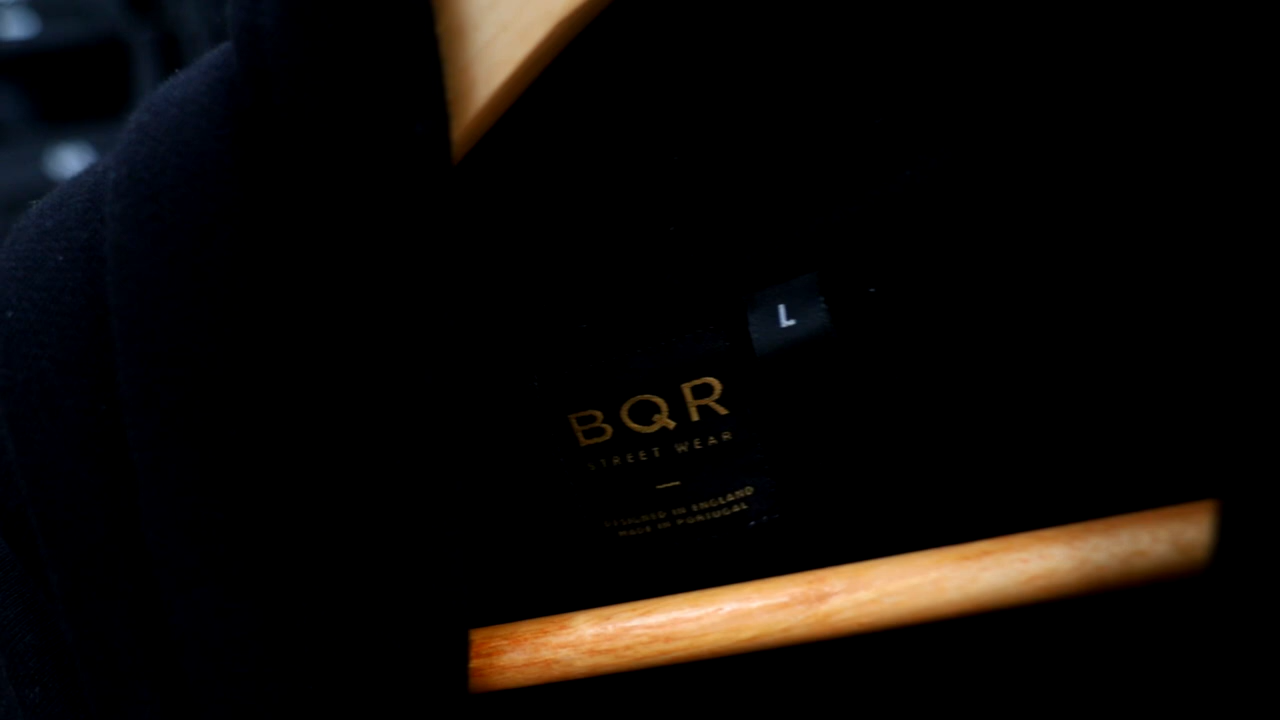 L
BQR
STREET WEAR
DESIGNED IN ENGLAND
MADE IN PORTUGAL